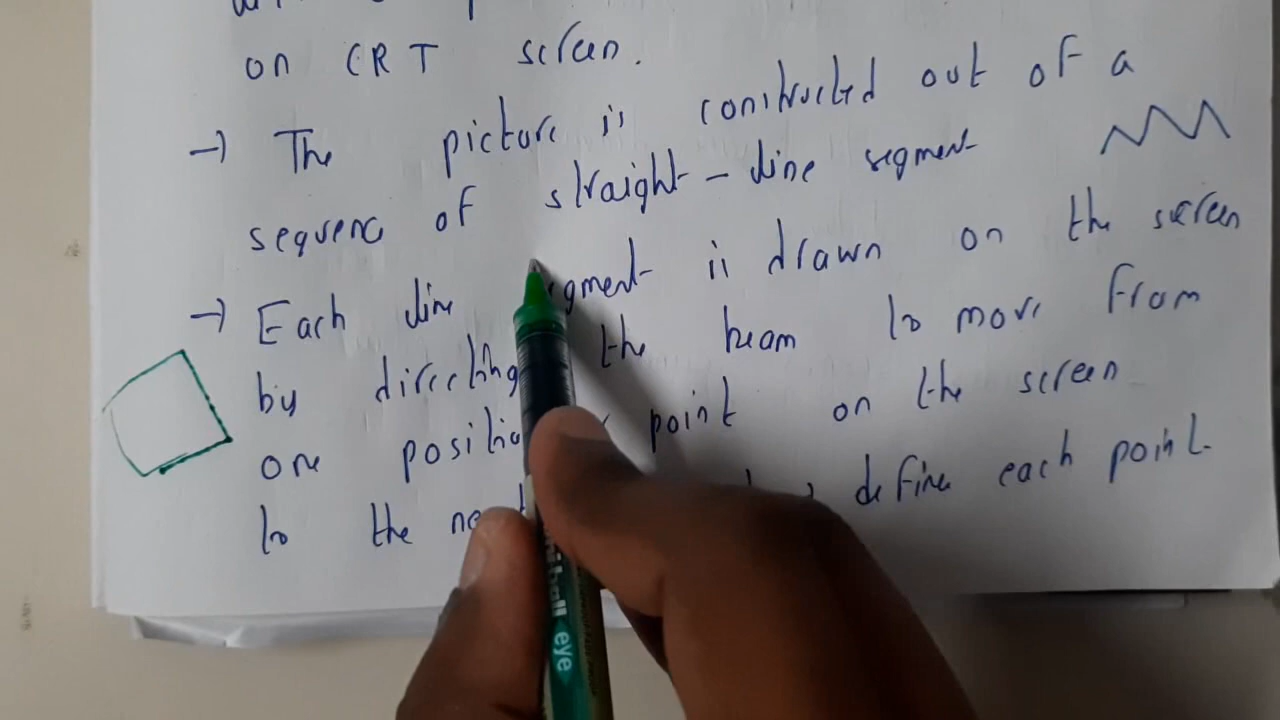 on CRT screen.
→ The picture is constructed out of a
sequence of straight-line segment
→ Each line segment is drawn on the screen
by directing the beam to move from
one position point on the screen
to the define each point.
eye